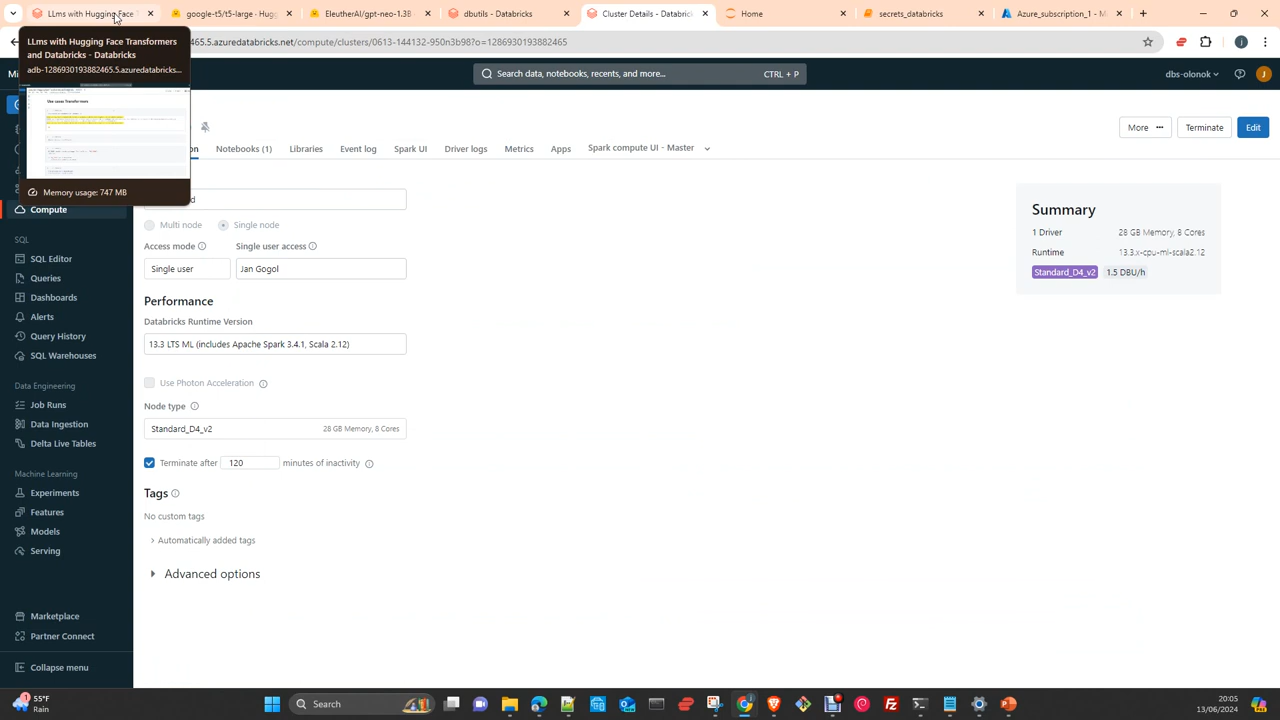 LLms with Hugging Face
google-t5/t5-large · Hugg
EleutherAI/gpt-neo-1.3B ·
dbutils - Databricks
Cluster Details - Databrick
Orange
secrets_databricks
Azure_subscription_1 - M
LLms with Hugging Face Transformers
and Databricks - Databricks
adb-1286930193882465.5.azuredatabricks...
465.5.azuredatabricks.net/compute/clusters/0613-144132-950n3b98?o=1286930193882465
Use cases Transformers
Memory usage: 747 MB
Search data, notebooks, recents, and more...
CTRL + P
dbs-olonok
J
More
Terminate
Edit
on
Notebooks (1)
Libraries
Event log
Spark UI
Driver logs
Metrics
Apps
Spark compute UI - Master
Compute
SQL
SQL Editor
Queries
Dashboards
Alerts
Query History
SQL Warehouses
Data Engineering
Job Runs
Data Ingestion
Delta Live Tables
Machine Learning
Experiments
Features
Models
Serving
Marketplace
Partner Connect
Collapse menu
Multi node
Single node
Access mode
Single user access
Single user
Jan Gogol
Performance
Databricks Runtime Version
13.3 LTS ML (includes Apache Spark 3.4.1, Scala 2.12)
Use Photon Acceleration
Node type
Standard_D4_v2
28 GB Memory, 8 Cores
Terminate after
120
minutes of inactivity
Tags
No custom tags
Automatically added tags
Advanced options
Summary
1 Driver
28 GB Memory, 8 Cores
Runtime
13.3.x-cpu-ml-scala2.12
Standard_D4_v2
1.5 DBU/h
55°F
Rain
Search
20:05
13/06/2024